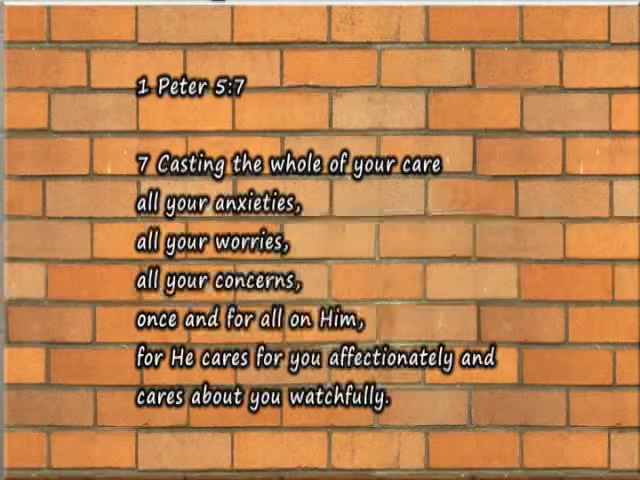 1 Peter 5:7
7 Casting the whole of your care
all your anxieties,
all your worries,
all your concerns,
once and for all on Him,
for He cares for you affectionately and
cares about you watchfully.